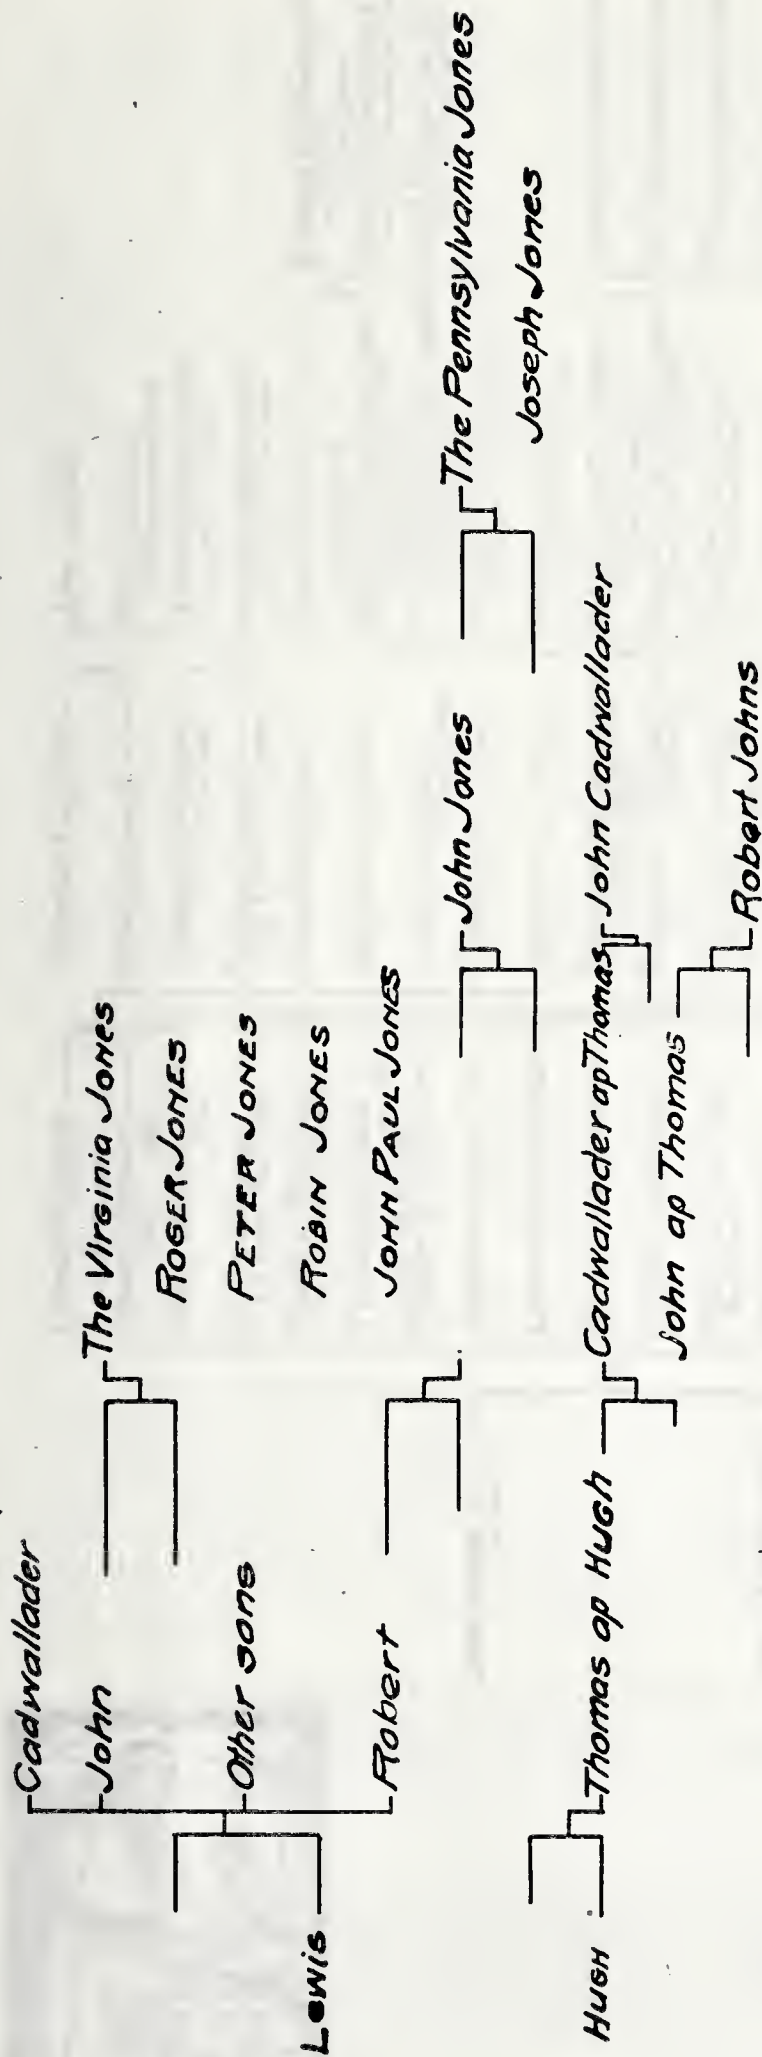 Cadwallader
John
The Virginia Jones
ROGER JONES
Other sons
PETER JONES
Lewis
ROBIN JONES
Robert
JOHN PAUL JONES
John Jones
The Pennsylvania Jones
Joseph Jones
Hugh
Thomas ap Hugh
Cadwallader ap Thomas
John Cadwallader
John ap Thomas
Robert Johns